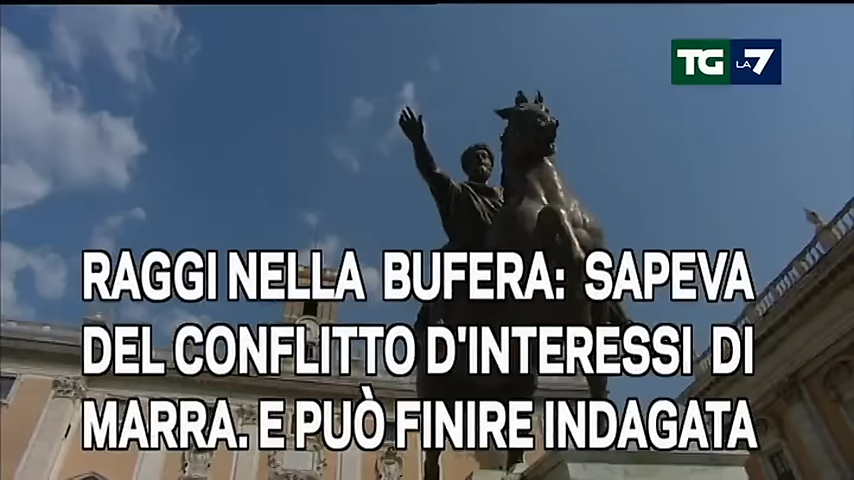 TG LA7
RAGGI NELLA BUFERA: SAPEVA
DEL CONFLITTO D'INTERESSI DI
MARRA. E PUÒ FINIRE INDAGATA